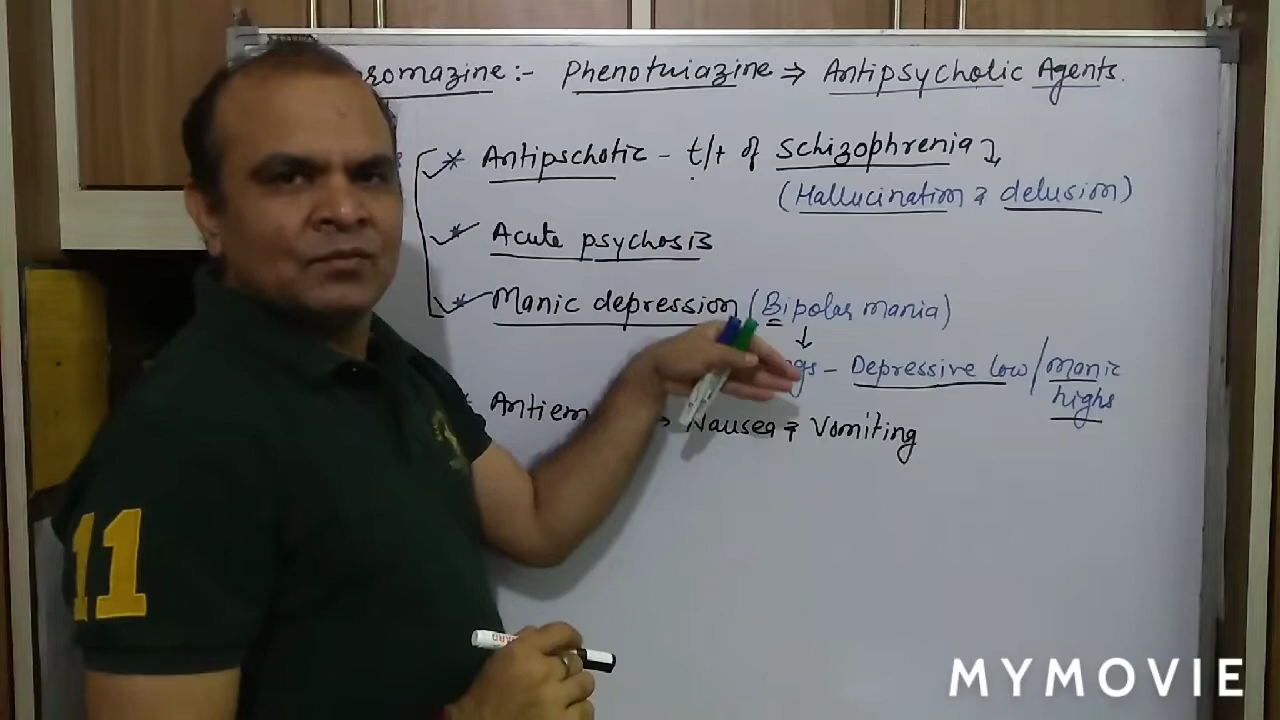 romazine:- Phenothiazine ⇒ Antipsycholic Agents.
* Antipschotic - t/t of schizophrenia
(Hallucination & delusion)
* Acute psychosis
* Manic depression (Bipolar mania)
↓
gs - Depressive low / manic
highs
Antiem → Nausea & Vomiting
11
MYMOVIE